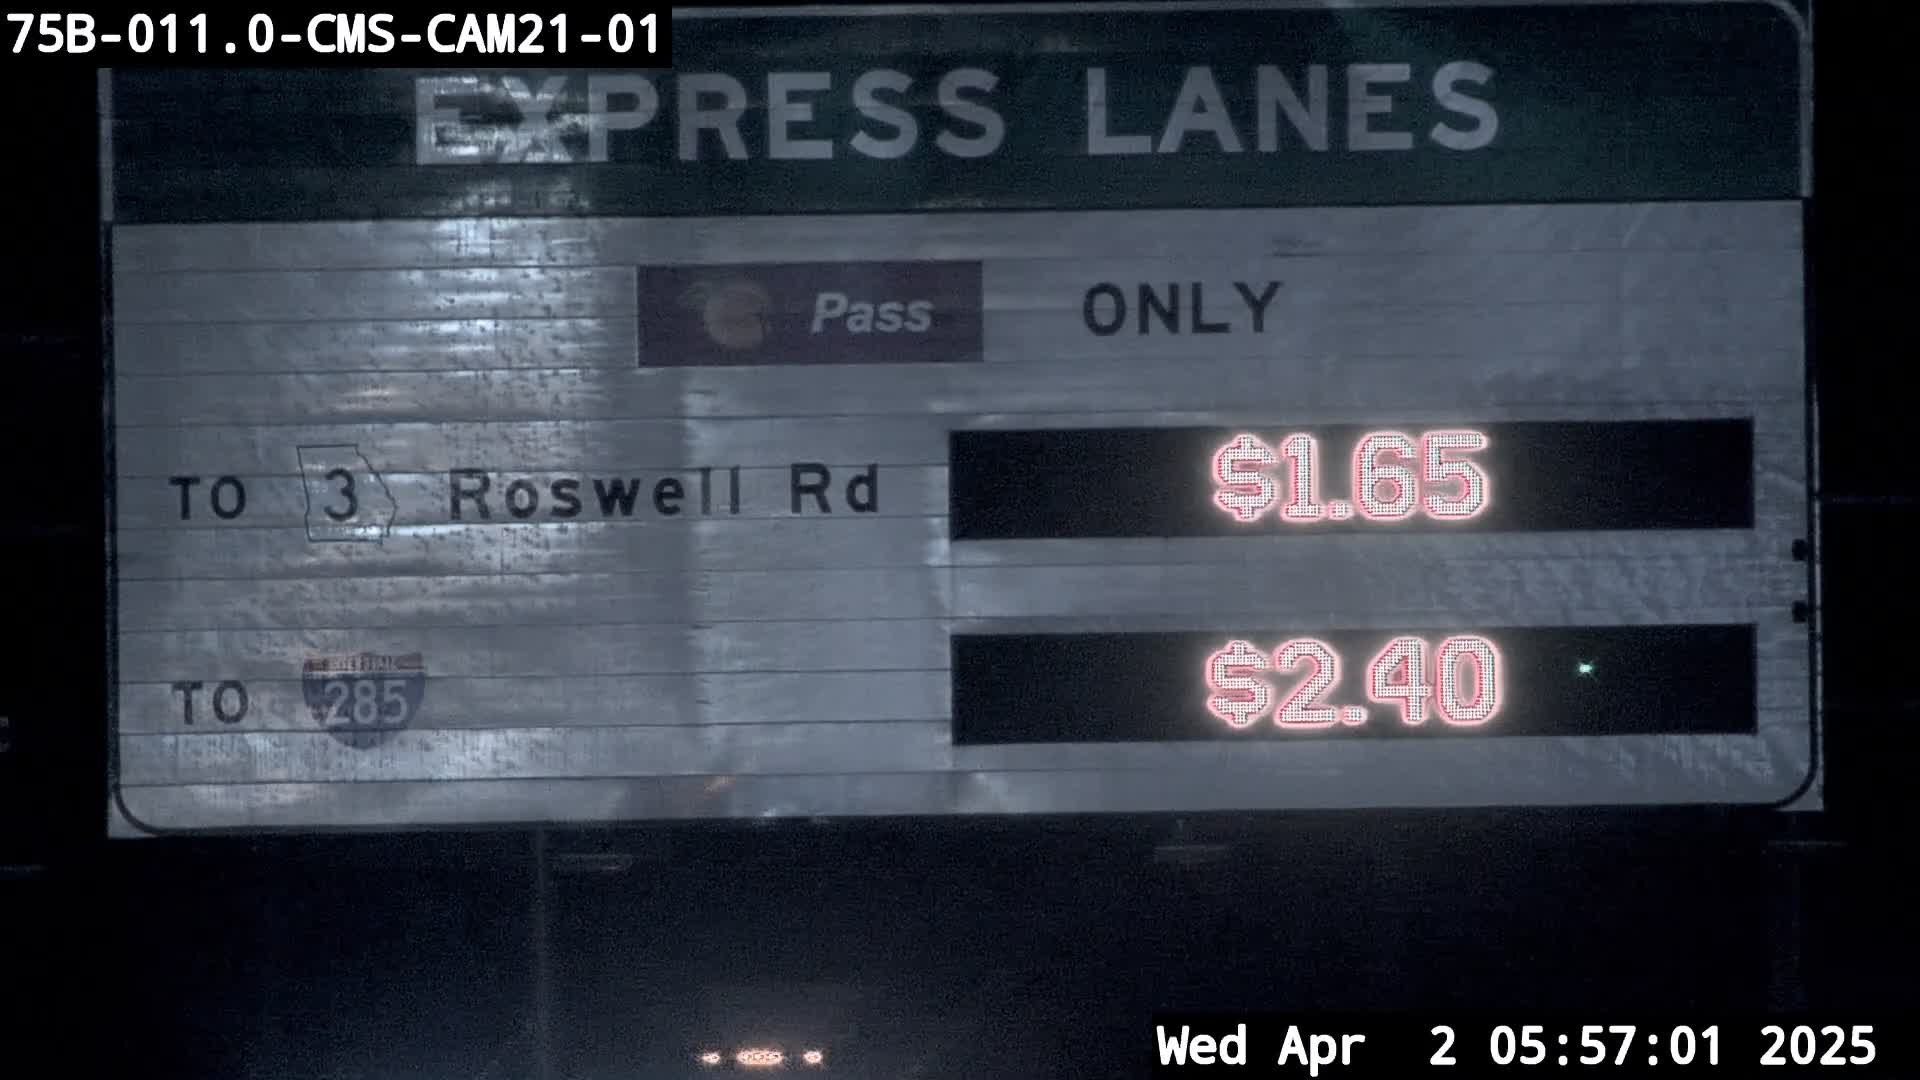 75B-011.0-CMS-CAM21-01
EXPRESS LANES
Pass ONLY
TO 3 Roswell Rd $1.65
TO INTERSTATE 285 $2.40
Wed Apr 2 05:57:01 2025